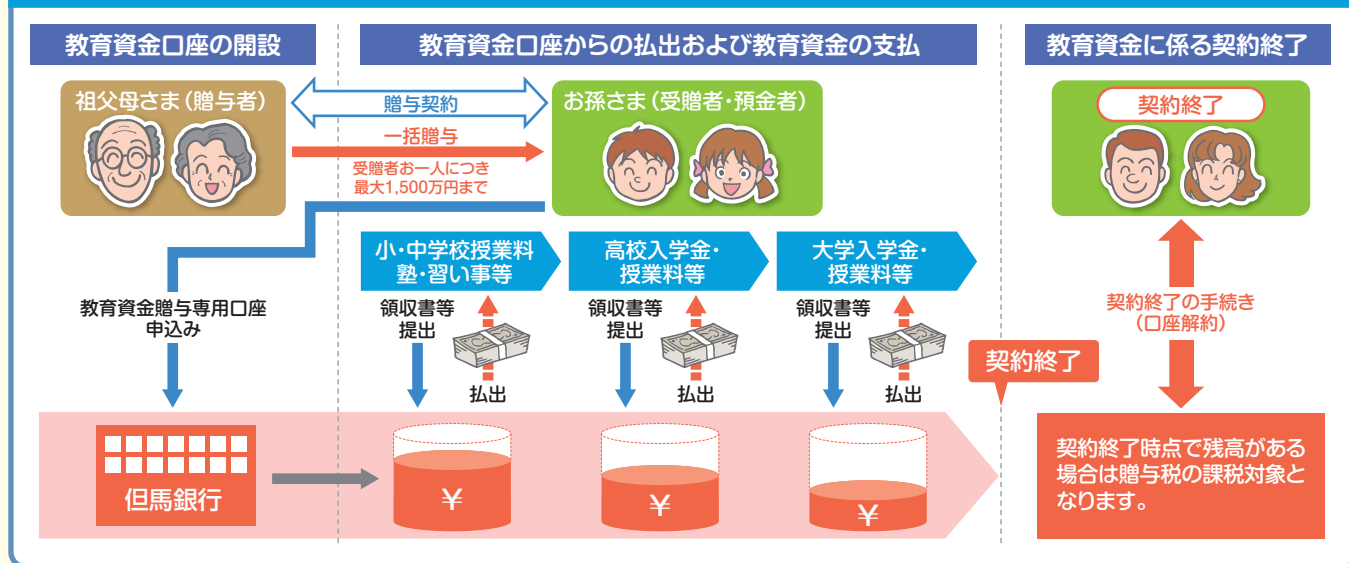 教育資金口座の開設
教育資金口座からの払出および教育資金の支払
教育資金に係る契約終了
祖父母さま（贈与者）
贈与契約
一括贈与
受贈者お一人につき
最大1,500万円まで
お孫さま（受贈者・預金者）
契約終了
教育資金贈与専用口座
申込み
小・中学校授業料
塾・習い事等
高校入学金・
授業料等
大学入学金・
授業料等
領収書等
提出
払出
領収書等
提出
払出
領収書等
提出
払出
契約終了
契約終了の手続き
（口座解約）
但馬銀行
¥
¥
¥
契約終了時点で残高がある
場合は贈与税の課税対象と
なります。